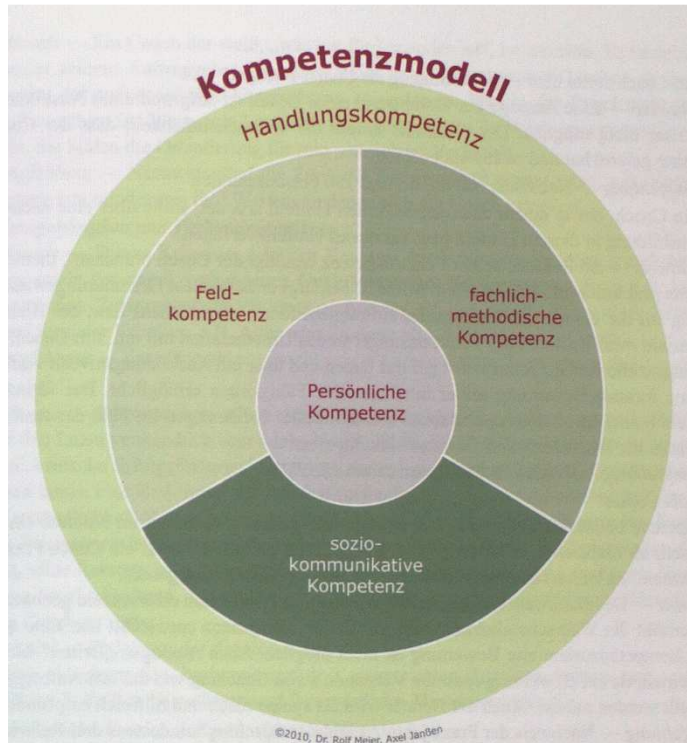 Kompetenzmodell
Handlungskompetenz
Feld-
kompetenz
fachlich-
methodische
Kompetenz
Persönliche
Kompetenz
sozio-
kommunikative
Kompetenz
©2010, Dr. Rolf Meier, Axel Janßen